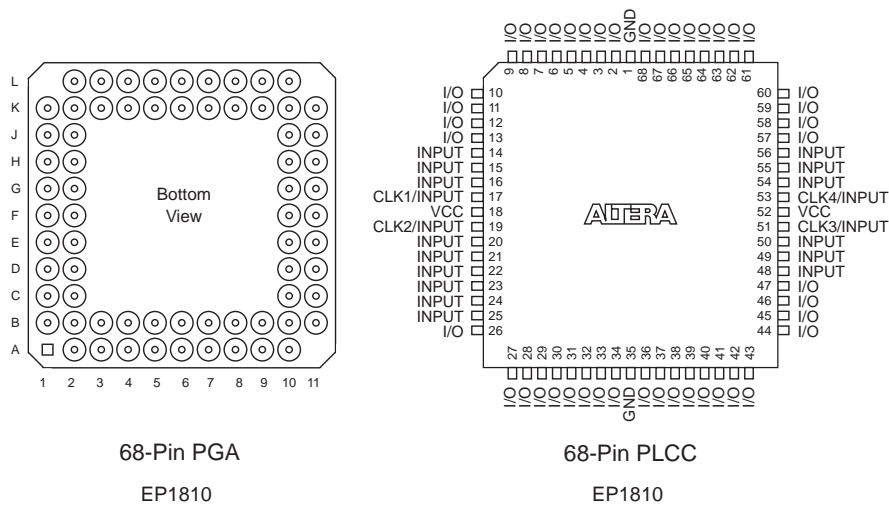 L
K
J
H
G
F
E
D
C
B
A
1 2 3 4 5 6 7 8 9 10 11
Bottom
View
68-Pin PGA
EP1810
I/O I/O I/O I/O I/O I/O I/O I/O GND I/O I/O I/O I/O I/O I/O I/O I/O
9 8 7 6 5 4 3 2 1 68 67 66 65 64 63 62 61
I/O 10
I/O 11
I/O 12
I/O 13
INPUT 14
INPUT 15
INPUT 16
CLK1/INPUT 17
VCC 18
CLK2/INPUT 19
INPUT 20
INPUT 21
INPUT 22
INPUT 23
INPUT 24
INPUT 25
I/O 26
ALTERA
60 I/O
59 I/O
58 I/O
57 I/O
56 INPUT
55 INPUT
54 INPUT
53 CLK4/INPUT
52 VCC
51 CLK3/INPUT
50 INPUT
49 INPUT
48 INPUT
47 I/O
46 I/O
45 I/O
44 I/O
27 28 29 30 31 32 33 34 35 36 37 38 39 40 41 42 43
I/O I/O I/O I/O I/O I/O I/O I/O GND I/O I/O I/O I/O I/O I/O I/O I/O
68-Pin PLCC
EP1810